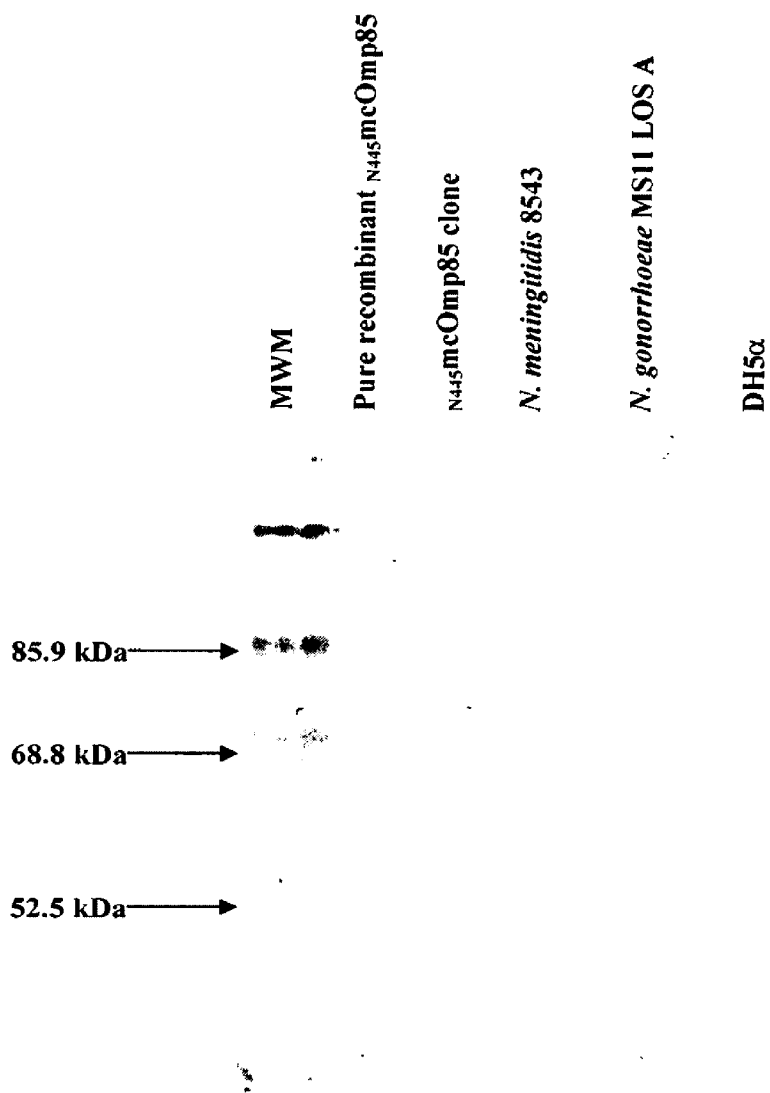 MWM
Pure recombinant N445mcOmp85
N445mcOmp85 clone
N. meningitidis 8543
N. gonorrhoeae MS11 LOS A
DH5α
85.9 kDa
68.8 kDa
52.5 kDa